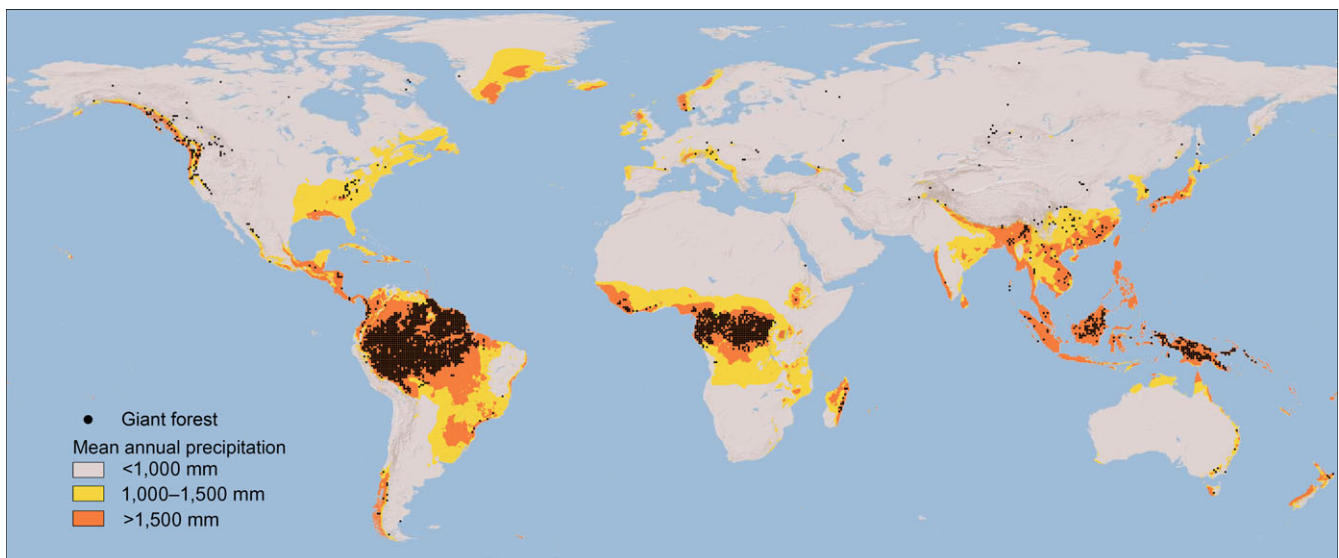 Giant forest
Mean annual precipitation
<1,000 mm
1,000–1,500 mm
>1,500 mm